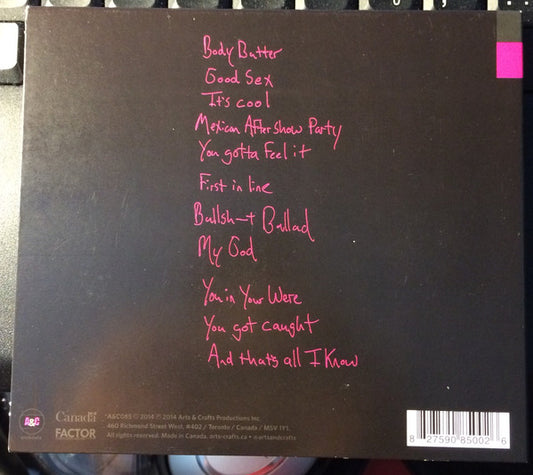 Body Butter
Good Sex
It's cool
Mexican Aftershow Party
You gotta Feel it
First in line
Bullsh—t Ballad
My God
You in Your Were
You got caught
And that's all I Know
A&C
Canada
FACTOR
A&C085 © 2014 ℗ 2014 Arts & Crafts Productions Inc.
460 Richmond Street West, #402 / Toronto / Canada / M5V 1Y1.
All rights reserved. Made in Canada. arts-crafts.ca • @artsandcrafts
8 27590 85002 6